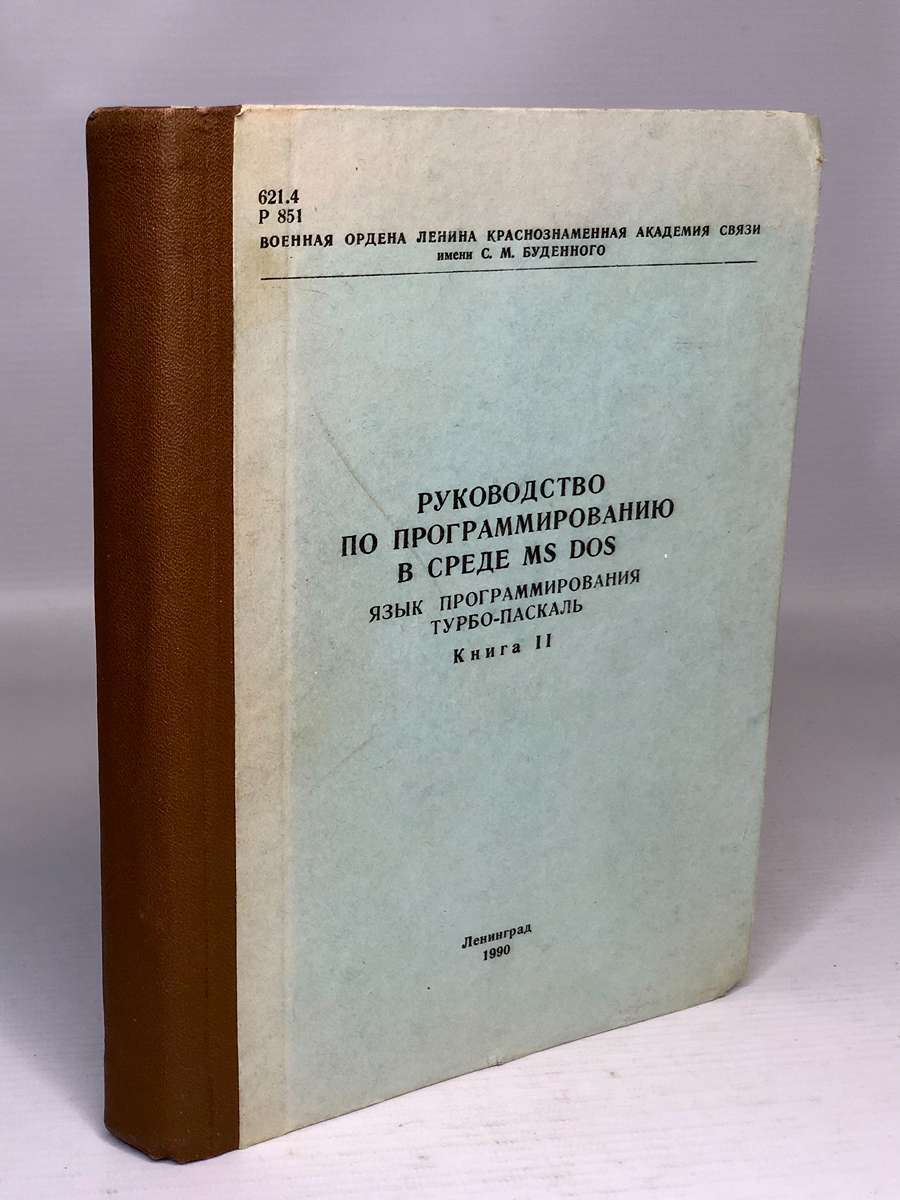 621.4
Р 851
ВОЕННАЯ ОРДЕНА ЛЕНИНА КРАСНОЗНАМЕННАЯ АКАДЕМИЯ СВЯЗИ
имени С. М. БУДЕННОГО
РУКОВОДСТВО
ПО ПРОГРАММИРОВАНИЮ
В СРЕДЕ MS DOS
ЯЗЫК ПРОГРАММИРОВАНИЯ
ТУРБО-ПАСКАЛЬ
Книга II
Ленинград
1990